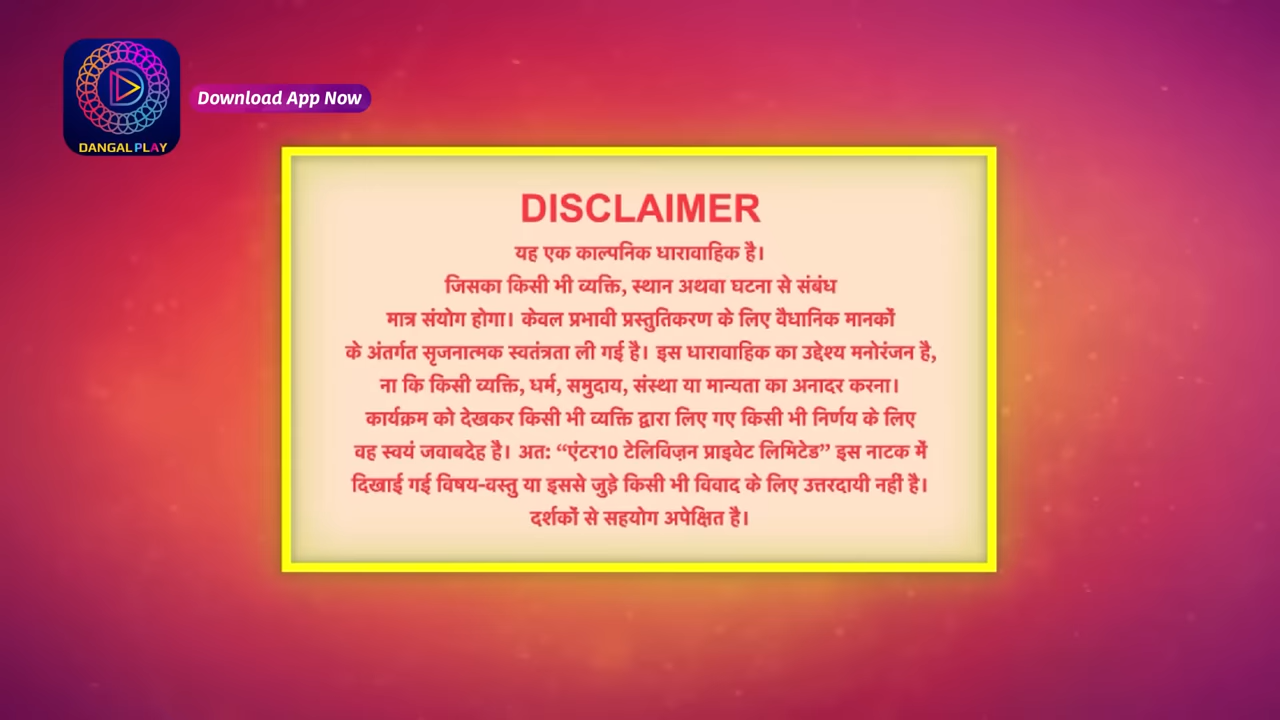 DANGAL PLAY
Download App Now
DISCLAIMER
यह एक काल्पनिक धारावाहिक है।
जिसका किसी भी व्यक्ति, स्थान अथवा घटना से संबंध
मात्र संयोग होगा। केवल प्रभावी प्रस्तुतिकरण के लिए वैधानिक मानकों
के अंतर्गत सृजनात्मक स्वतंत्रता ली गई है। इस धारावाहिक का उद्देश्य मनोरंजन है,
ना कि किसी व्यक्ति, धर्म, समुदाय, संस्था या मान्यता का अनादर करना।
कार्यक्रम को देखकर किसी भी व्यक्ति द्वारा लिए गए किसी भी निर्णय के लिए
वह स्वयं जवाबदेह है। अत: “एंटर10 टेलिविज़न प्राइवेट लिमिटेड” इस नाटक में
दिखाई गई विषय-वस्तु या इससे जुड़े किसी भी विवाद के लिए उत्तरदायी नहीं है।
दर्शकों से सहयोग अपेक्षित है।